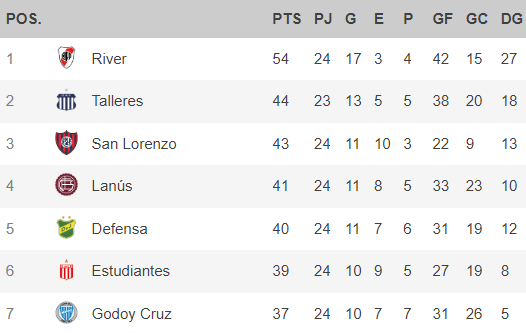 POS. PTS PJ G E P GF GC DG
1 River 54 24 17 3 4 42 15 27
2 Talleres 44 23 13 5 5 38 20 18
3 San Lorenzo 43 24 11 10 3 22 9 13
4 Lanús 41 24 11 8 5 33 23 10
5 Defensa 40 24 11 7 6 31 19 12
6 Estudiantes 39 24 10 9 5 27 19 8
7 Godoy Cruz 37 24 10 7 7 31 26 5